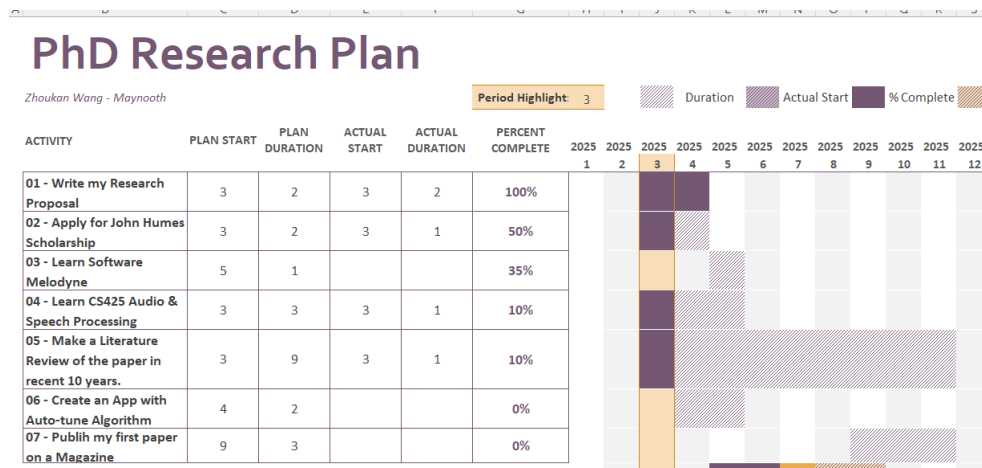 PhD Research Plan
Zhoukan Wang - Maynooth
Period Highlight: 3
Duration Actual Start % Complete
ACTIVITY PLAN START PLAN DURATION ACTUAL START ACTUAL DURATION PERCENT COMPLETE
2025 2025 2025 2025 2025 2025 2025 2025 2025 2025 2025 2025
1 2 3 4 5 6 7 8 9 10 11 12
01 - Write my Research
Proposal
3 2 3 2 100%
02 - Apply for John Humes
Scholarship
3 2 3 1 50%
03 - Learn Software
Melodyne
5 1 35%
04 - Learn CS425 Audio &
Speech Processing
3 3 3 1 10%
05 - Make a Literature
Review of the paper in
recent 10 years.
3 9 3 1 10%
06 - Create an App with
Auto-tune Algorithm
4 2 0%
07 - Publih my first paper
on a Magazine
9 3 0%